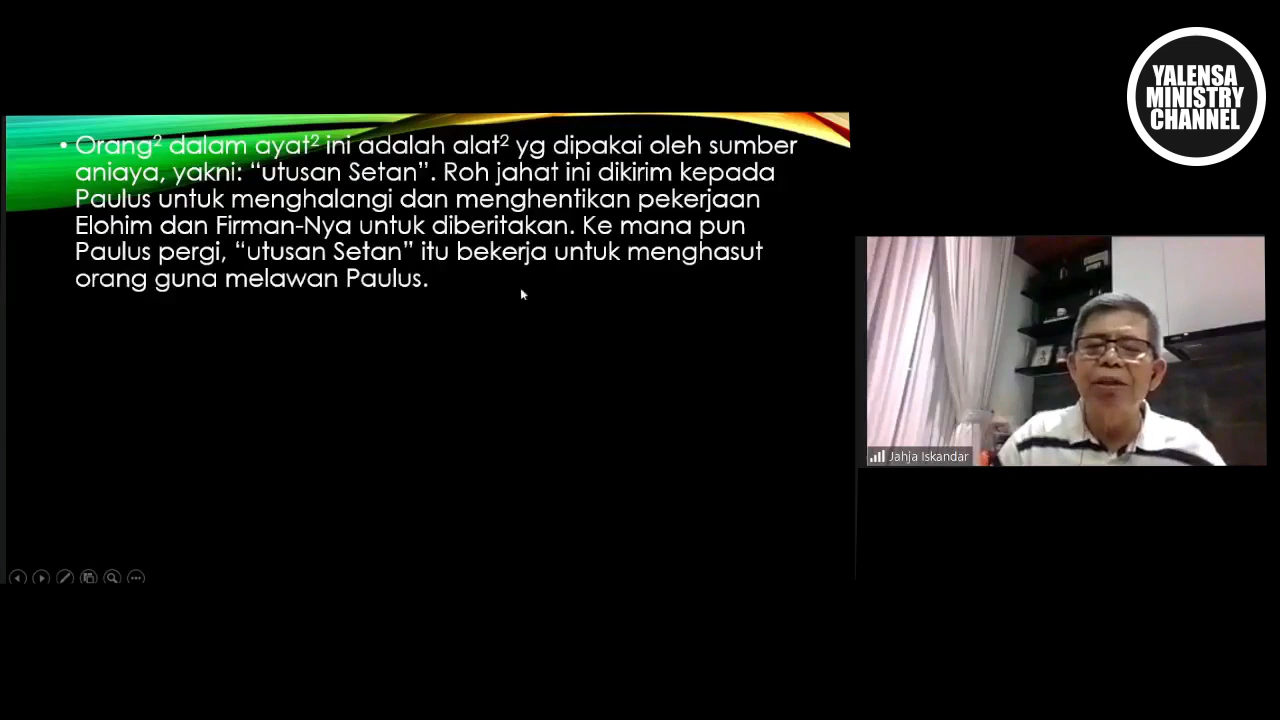 YALENSA
MINISTRY
CHANNEL
• Orang² dalam ayat² ini adalah alat² yg dipakai oleh sumber
aniaya, yakni: “utusan Setan”. Roh jahat ini dikirim kepada
Paulus untuk menghalangi dan menghentikan pekerjaan
Elohim dan Firman-Nya untuk diberitakan. Ke mana pun
Paulus pergi, “utusan Setan” itu bekerja untuk menghasut
orang guna melawan Paulus.
Jahja Iskandar